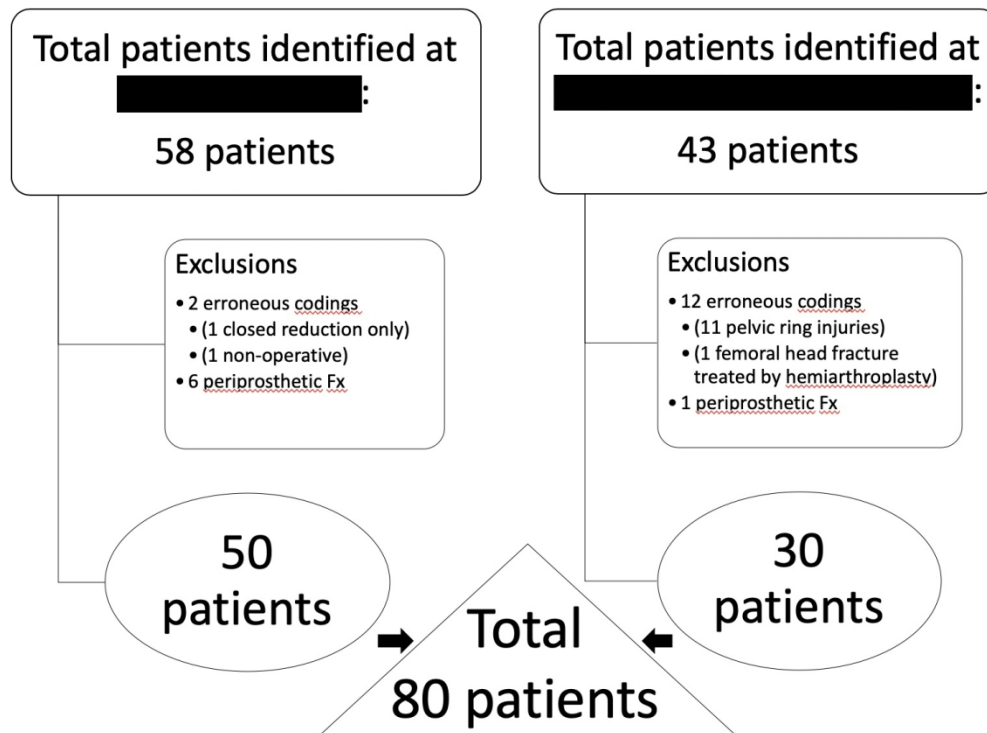 Total patients identified at
:
58 patients
Exclusions
• 2 erroneous codings
• (1 closed reduction only)
• (1 non-operative)
• 6 periprosthetic Fx
50
patients
Total patients identified at
:
43 patients
Exclusions
• 12 erroneous codings
• (11 pelvic ring injuries)
• (1 femoral head fracture
treated by hemiarthroplasty)
• 1 periprosthetic Fx
30
patients
Total
80 patients